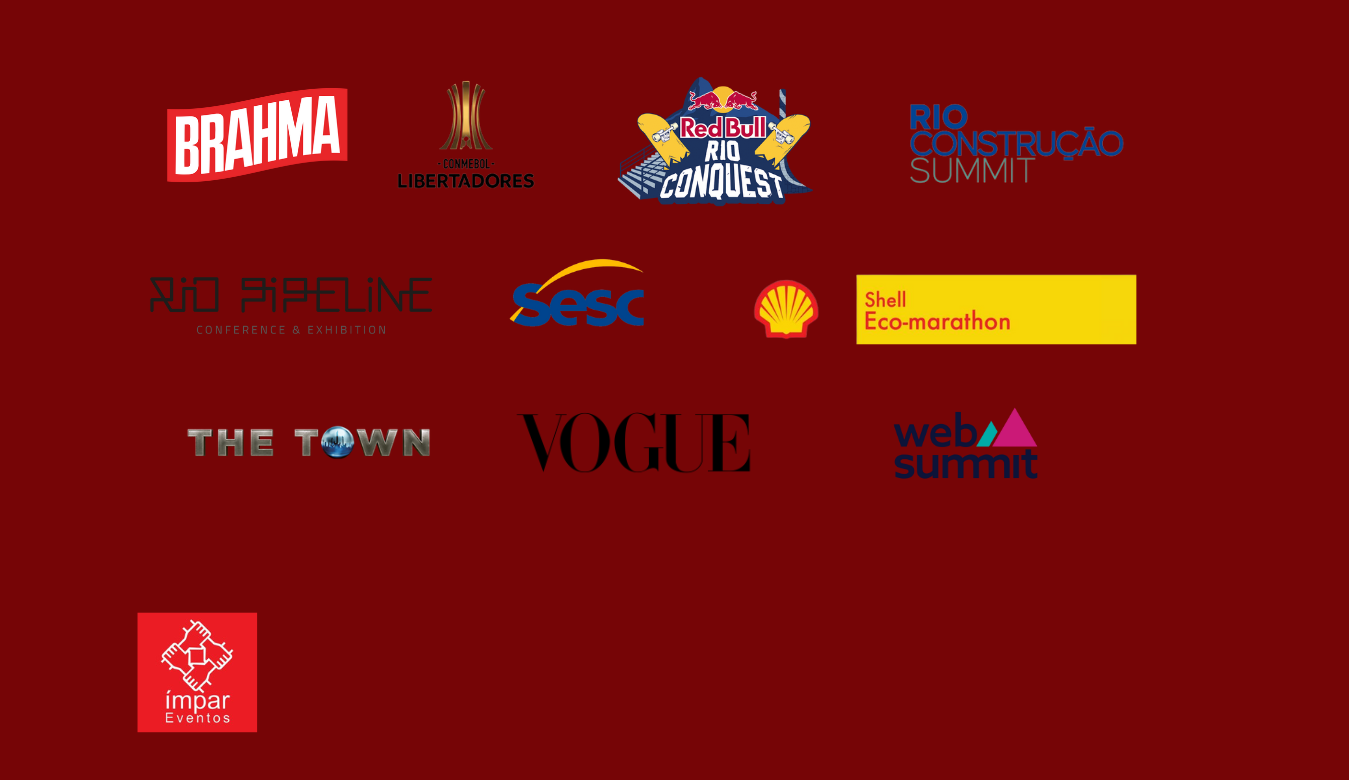 BRAHMA
·CONMEBOL·
LIBERTADORES
Red Bull
RIO
CONQUEST
RIO
CONSTRUÇÃO
SUMMIT
RiO PiPELiNE
CONFERENCE & EXHIBITION
Sesc
Shell
Eco-marathon
THE TOWN
VOGUE
web
summit
ímpar
Eventos